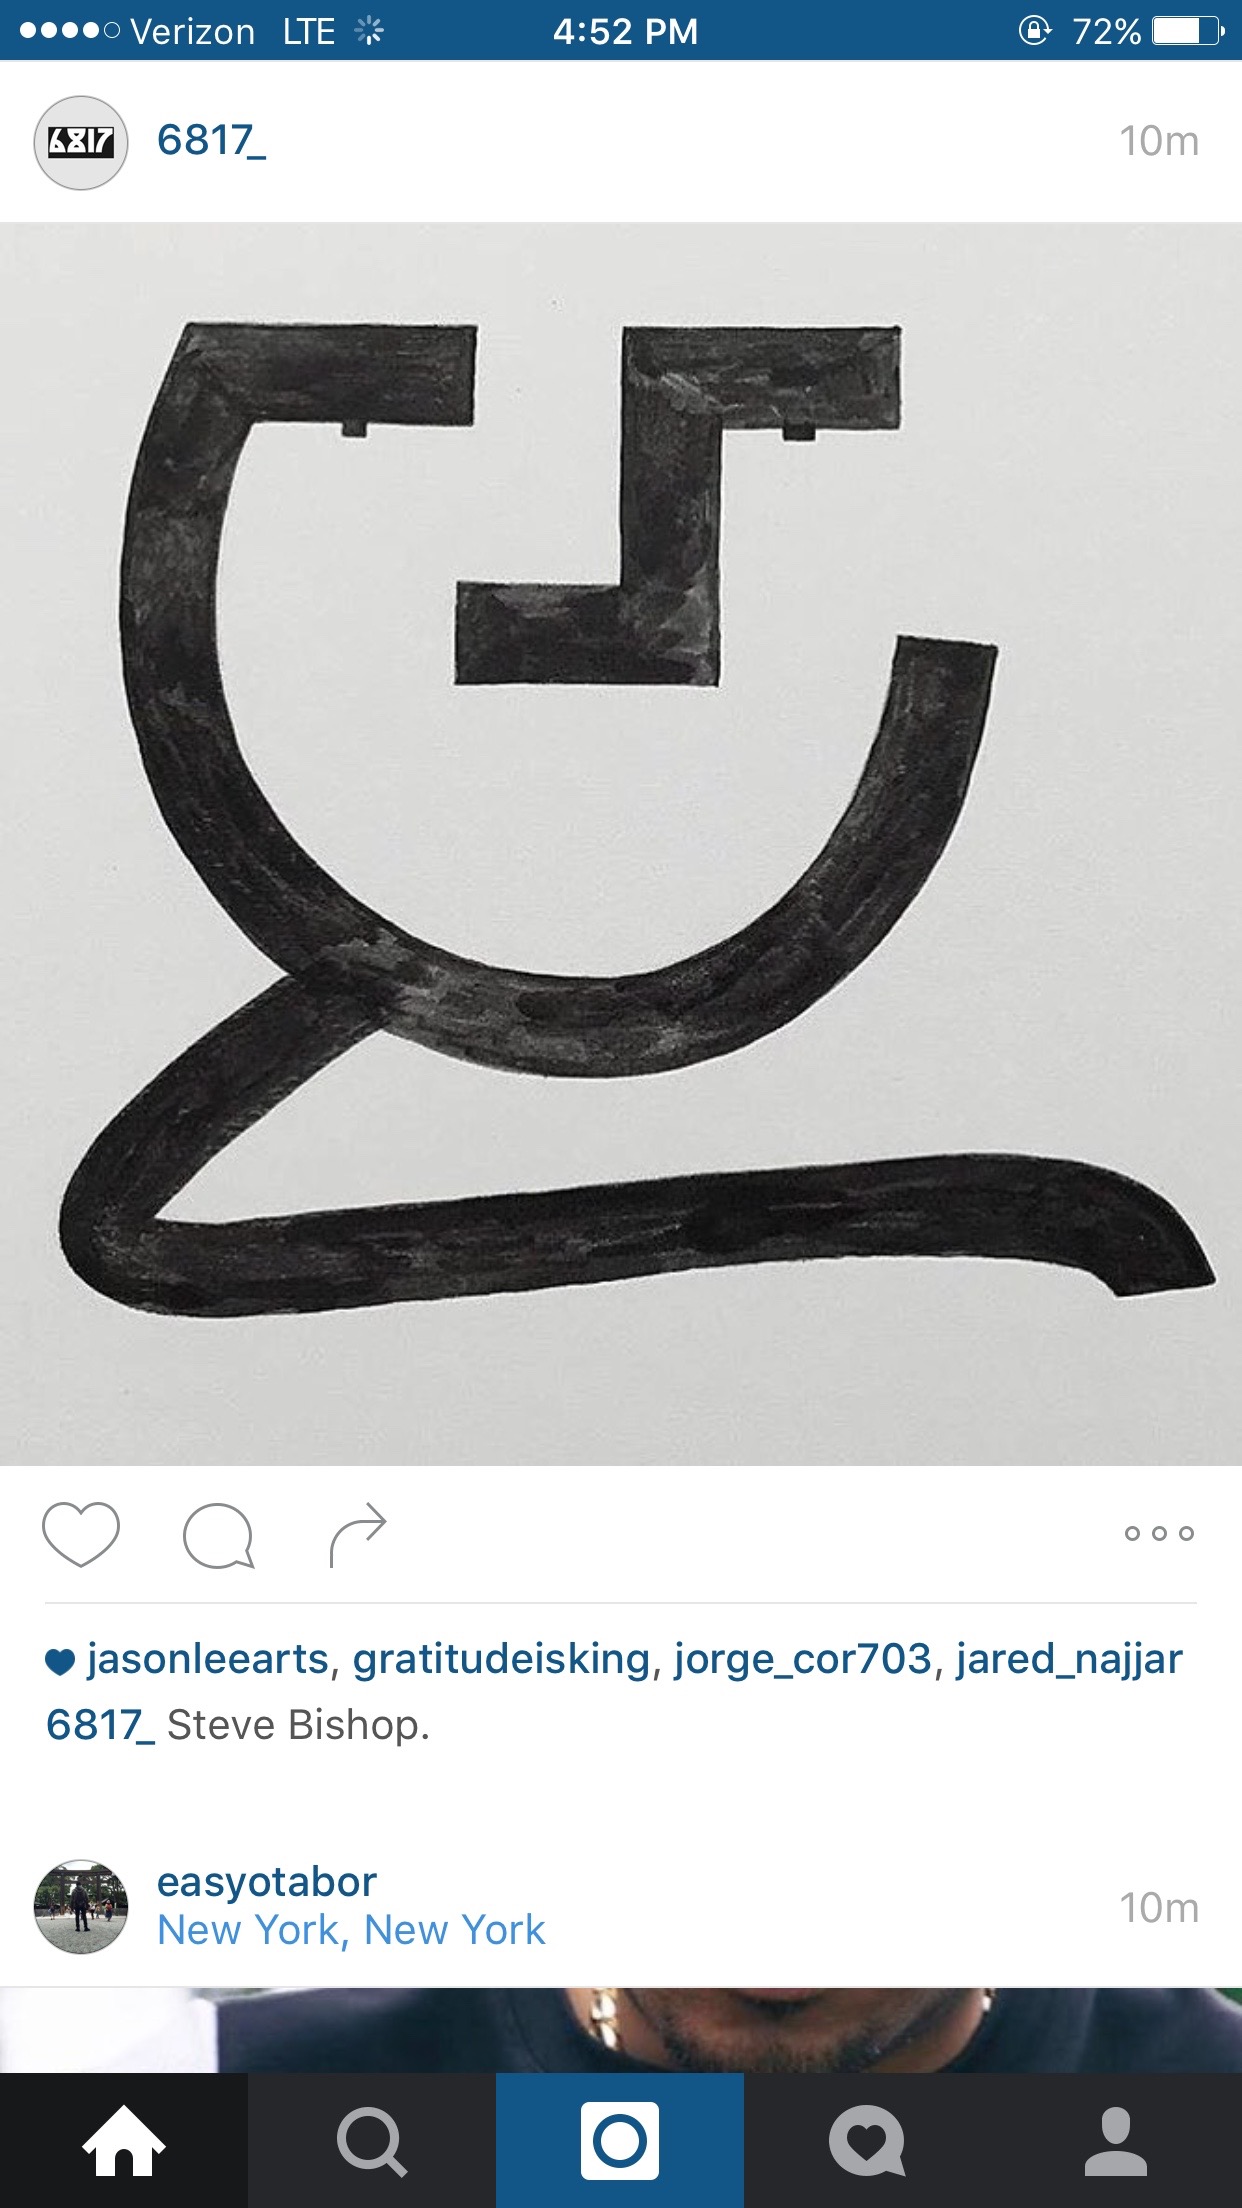 Verizon LTE 4:52 PM 72%
6817 6817_ 10m
jasonleearts, gratitudeisking, jorge_cor703, jared_najjar
6817_ Steve Bishop.
easyotabor 10m
New York, New York